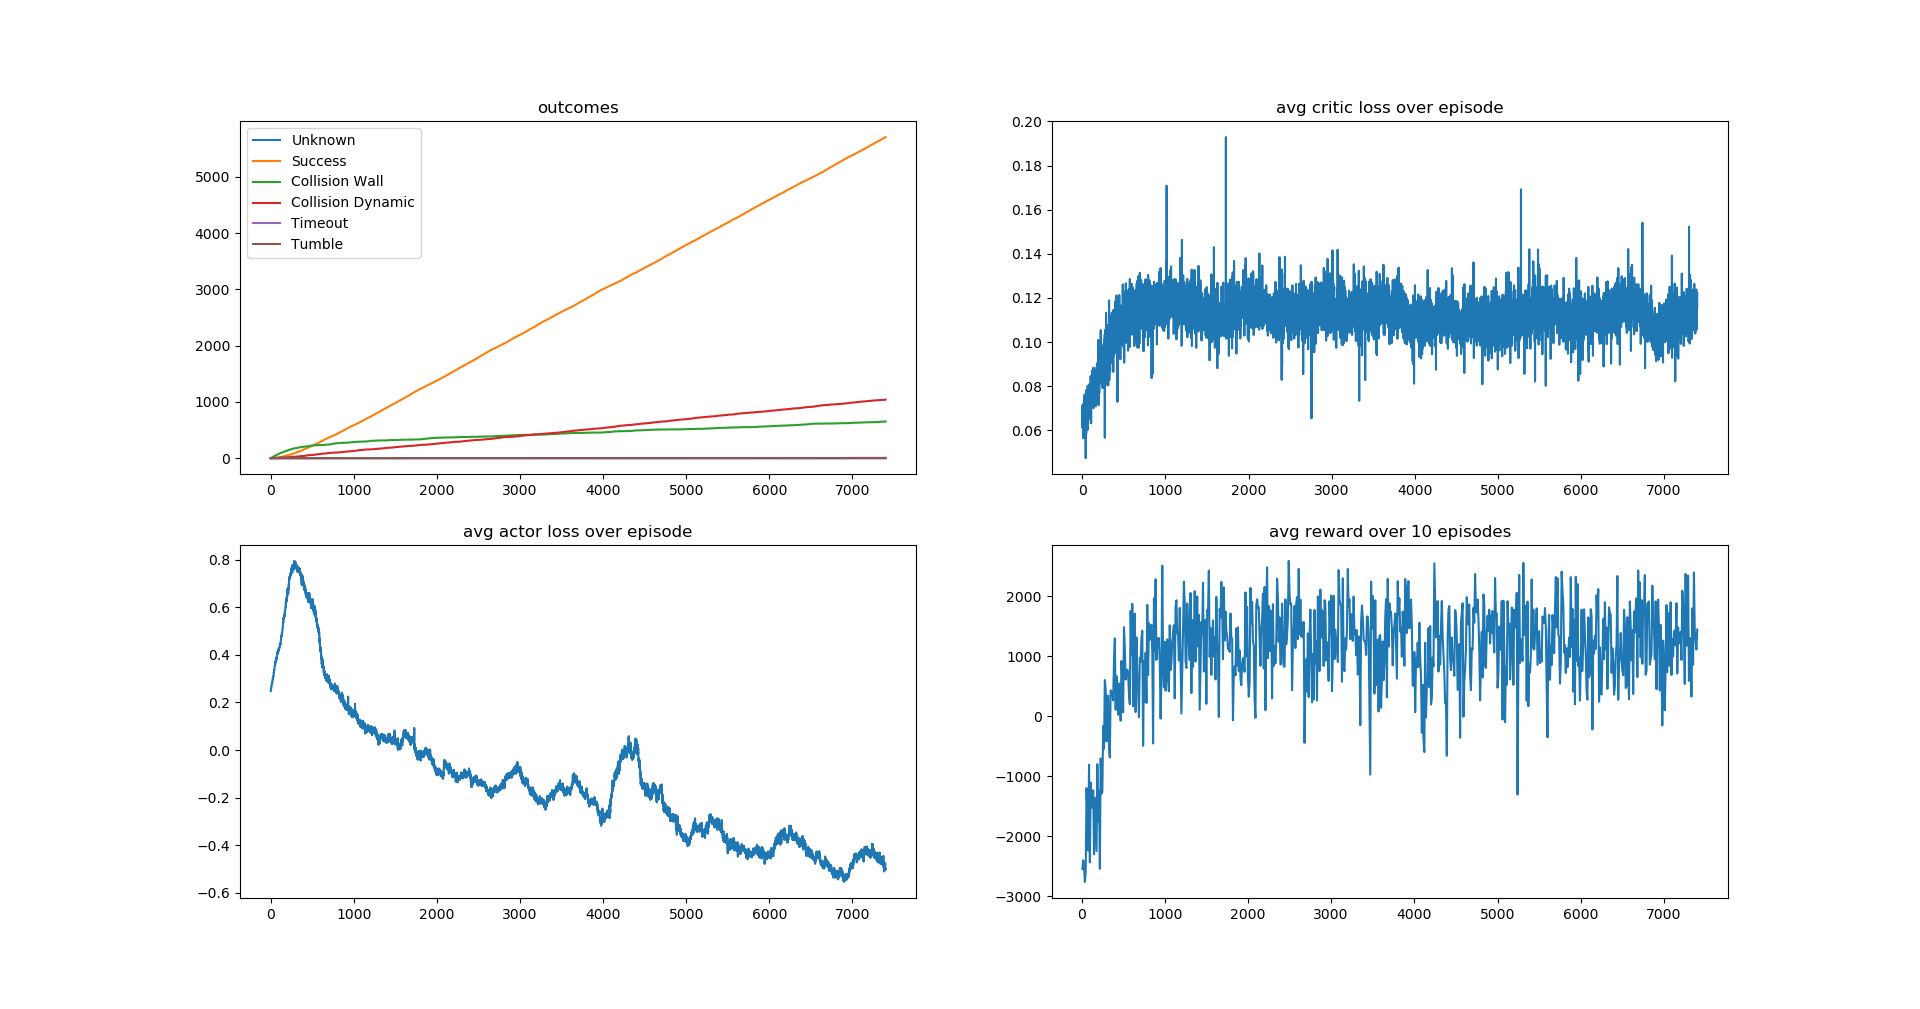 outcomes
Unknown
Success
Collision Wall
Collision Dynamic
Timeout
Tumble
5000
4000
3000
2000
1000
0
0 1000 2000 3000 4000 5000 6000 7000
avg critic loss over episode
0.20
0.18
0.16
0.14
0.12
0.10
0.08
0.06
0 1000 2000 3000 4000 5000 6000 7000
avg actor loss over episode
0.8
0.6
0.4
0.2
0.0
−0.2
−0.4
−0.6
0 1000 2000 3000 4000 5000 6000 7000
avg reward over 10 episodes
2000
1000
0
−1000
−2000
−3000
0 1000 2000 3000 4000 5000 6000 7000